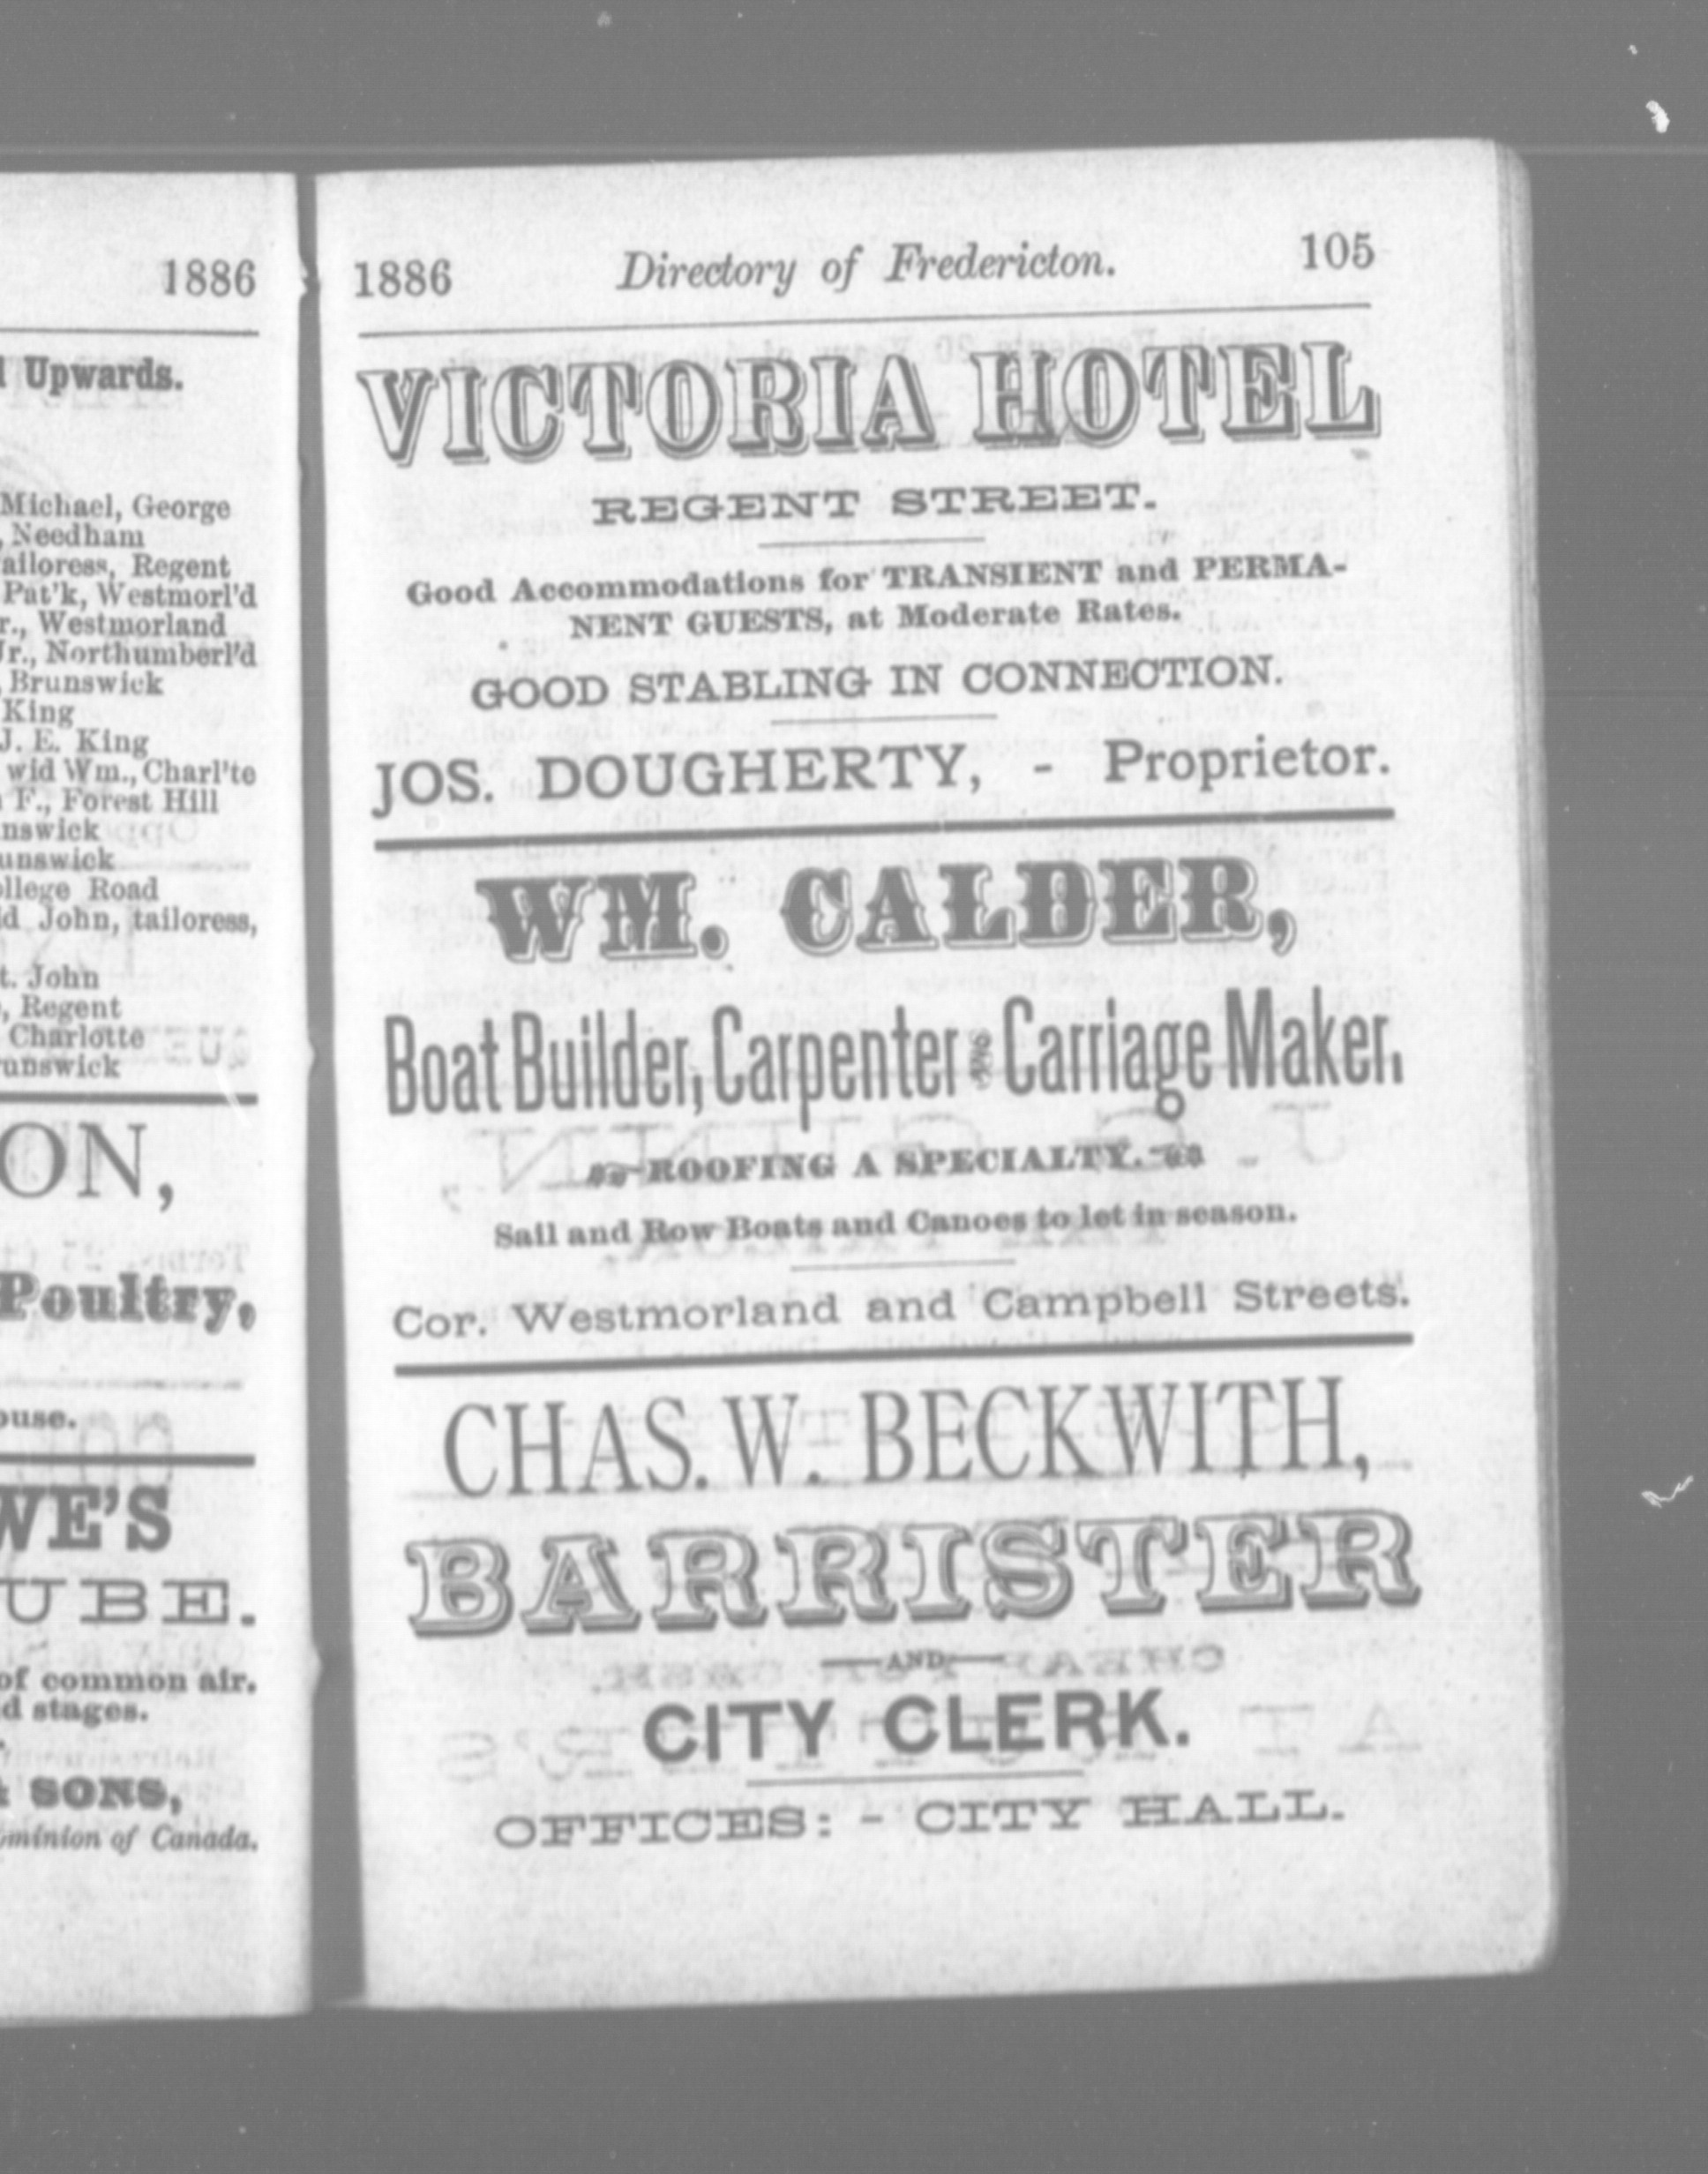 1886
d Upwards.
Michael, George
, Needham
ailoress, Regent
Pat'k, Westmorl'd
r., Westmorland
Jr., Northumberl'd
, Brunswick
King
J. E. King
wid Wm., Charl'te
F., Forest Hill
nswick
unswick
ollege Road
id John, tailoress,
t. John
, Regent
Charlotte
runswick
ON,
Poultry,
ouse.
WE'S
UBE.
of common air.
d stages.
& SONS,
ominion of Canada.
1886 Directory of Fredericton. 105
VICTORIA HOTEL
REGENT STREET.
Good Accommodations for TRANSIENT and PERMA-
NENT GUESTS, at Moderate Rates.
GOOD STABLING IN CONNECTION.
JOS. DOUGHERTY, - Proprietor.
WM. CALDER,
Boat Builder, Carpenter AND Carriage Maker.
ROOFING A SPECIALTY.
Sail and Row Boats and Canoes to let in season.
Cor. Westmorland and Campbell Streets.
CHAS. W. BECKWITH,
BARRISTER
—AND—
CITY CLERK.
OFFICES: - CITY HALL.